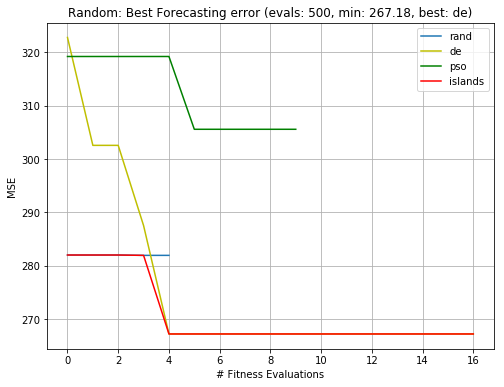 Random: Best Forecasting error (evals: 500, min: 267.18, best: de)
rand
de
pso
islands
320
310
300
290
280
270
MSE
0 2 4 6 8 10 12 14 16
# Fitness Evaluations